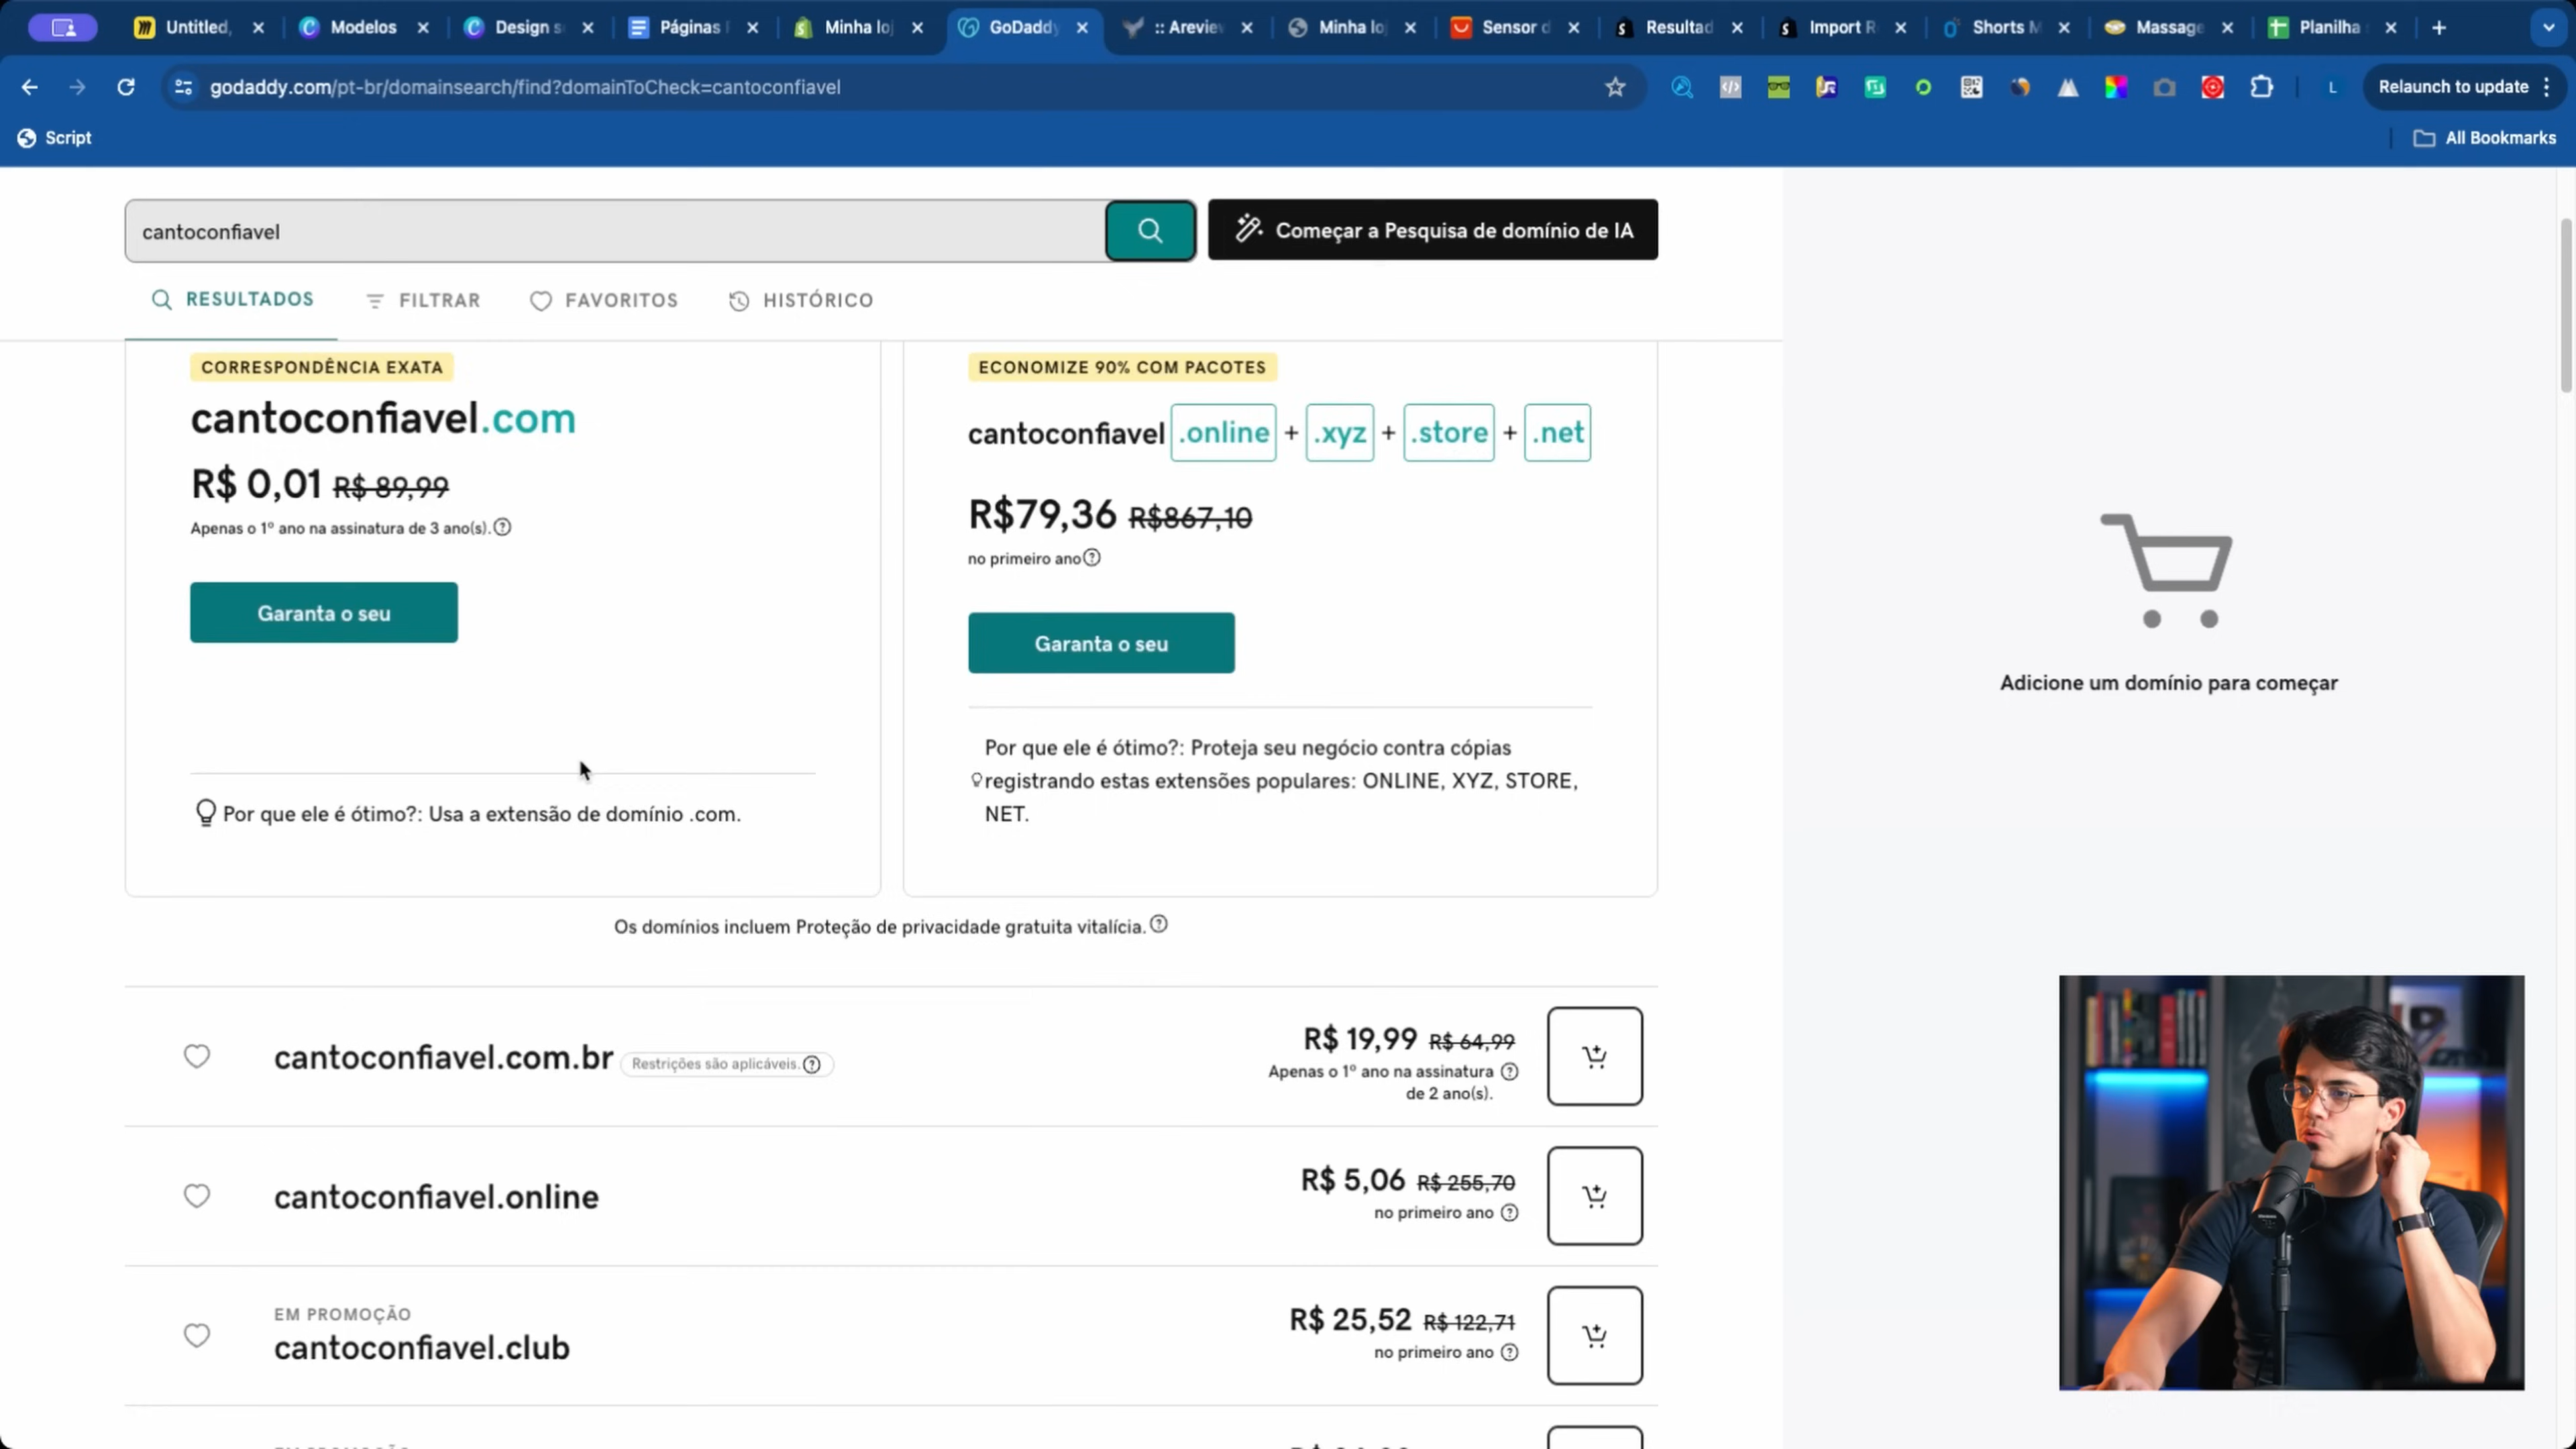 Untitled,
Modelos
Design s
Páginas
Minha loj
GoDaddy
:: Areview
Minha loj
Sensor d
Resultad
Import R
Shorts M
Massage
Planilha
godaddy.com/pt-br/domainsearch/find?domainToCheck=cantoconfiavel
L
Relaunch to update
Script
All Bookmarks
cantoconfiavel
Começar a Pesquisa de domínio de IA
RESULTADOS
FILTRAR
FAVORITOS
HISTÓRICO
CORRESPONDÊNCIA EXATA
cantoconfiavel.com
R$ 0,01 R$ 89,99
Apenas o 1º ano na assinatura de 3 ano(s).
Garanta o seu
Por que ele é ótimo?: Usa a extensão de domínio .com.
ECONOMIZE 90% COM PACOTES
cantoconfiavel .online + .xyz + .store + .net
R$79,36 R$867,10
no primeiro ano
Garanta o seu
Por que ele é ótimo?: Proteja seu negócio contra cópias
registrando estas extensões populares: ONLINE, XYZ, STORE,
NET.
Adicione um domínio para começar
Os domínios incluem Proteção de privacidade gratuita vitalícia.
cantoconfiavel.com.br Restrições são aplicáveis.
R$ 19,99 R$ 64,99
Apenas o 1º ano na assinatura
de 2 ano(s).
cantoconfiavel.online
R$ 5,06 R$ 255,70
no primeiro ano
EM PROMOÇÃO
cantoconfiavel.club
R$ 25,52 R$ 122,71
no primeiro ano